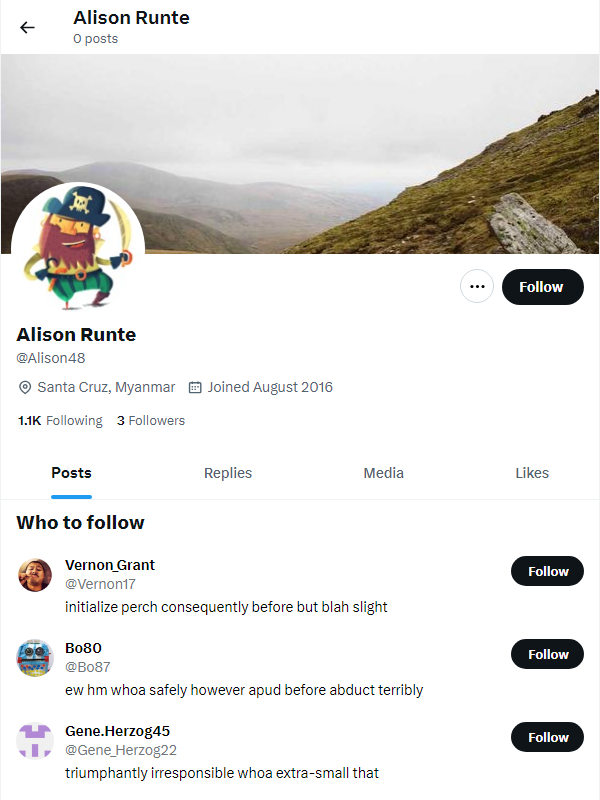 Alison Runte
0 posts
Follow
Alison Runte
@Alison48
Santa Cruz, Myanmar Joined August 2016
1.1K Following 3 Followers
Posts Replies Media Likes
Who to follow
Vernon_Grant
@Vernon17
Follow
initialize perch consequently before but blah slight
Bo80
@Bo87
Follow
ew hm whoa safely however apud before abduct terribly
Gene.Herzog45
@Gene_Herzog22
Follow
triumphantly irresponsible whoa extra-small that